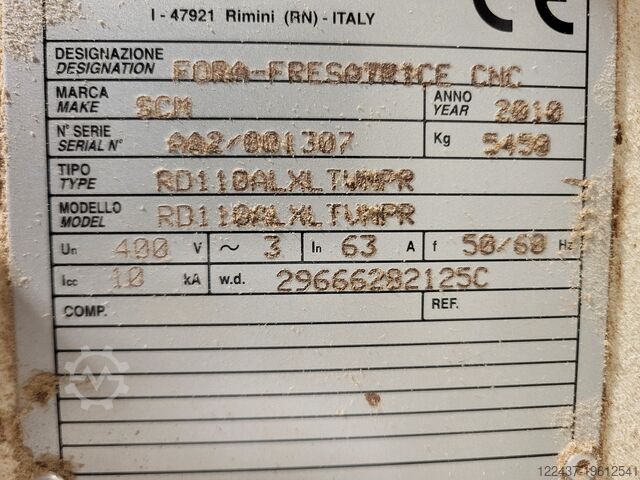 I - 47921 Rimini (RN) - ITALY
CE
DESIGNAZIONE
DESIGNATION
FORA-FRESATRICE CNC
MARCA
MAKE
SCM
ANNO
YEAR
2010
N° SERIE
SERIAL N°
AA2/001307
Kg
5450
TIPO
TYPE
RD110ALXLTVMPR
MODELLO
MODEL
RD110ALXLTVMPR
Un 400 V ~ 3 In 63 A f 50/60 Hz
Icc 10 kA w.d. 29666282125C
COMP. REF.
122437-19612541